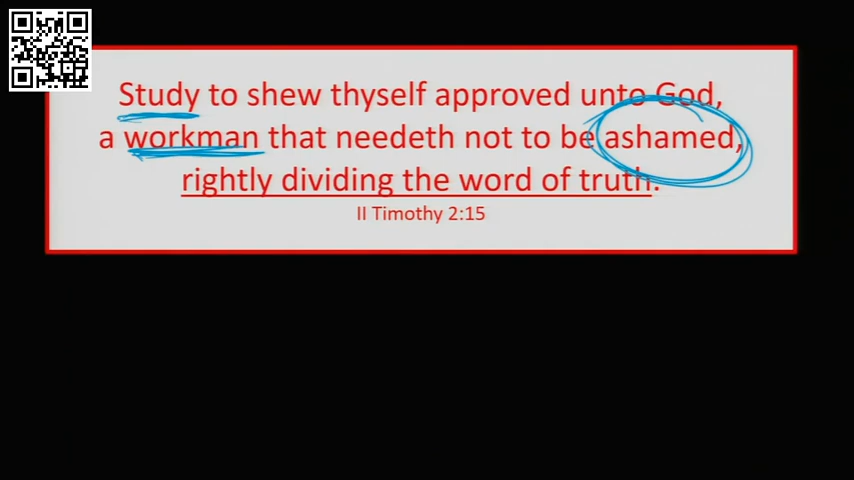 Study to shew thyself approved unto God,
a workman that needeth not to be ashamed,
rightly dividing the word of truth.
II Timothy 2:15